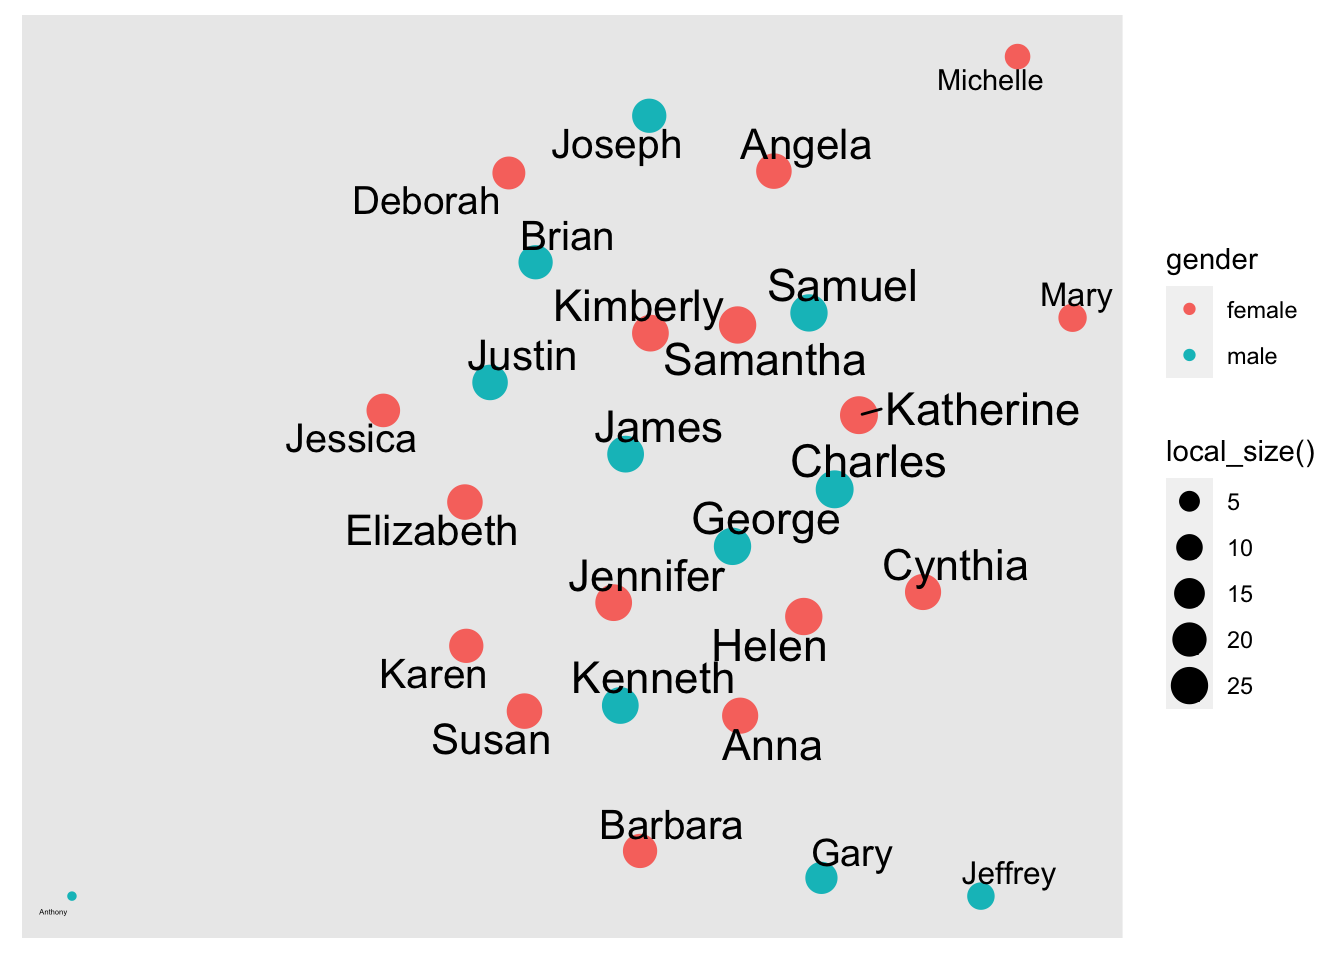 Michelle
Joseph
Angela
Deborah
Brian
Samuel
Mary
Kimberly
Justin
Samantha
Katherine
Jessica
James
Charles
Elizabeth
George
Cynthia
Jennifer
Helen
Karen
Kenneth
Susan
Anna
Barbara
Gary
Jeffrey
Anthony
gender
female
male
local_size()
5
10
15
20
25